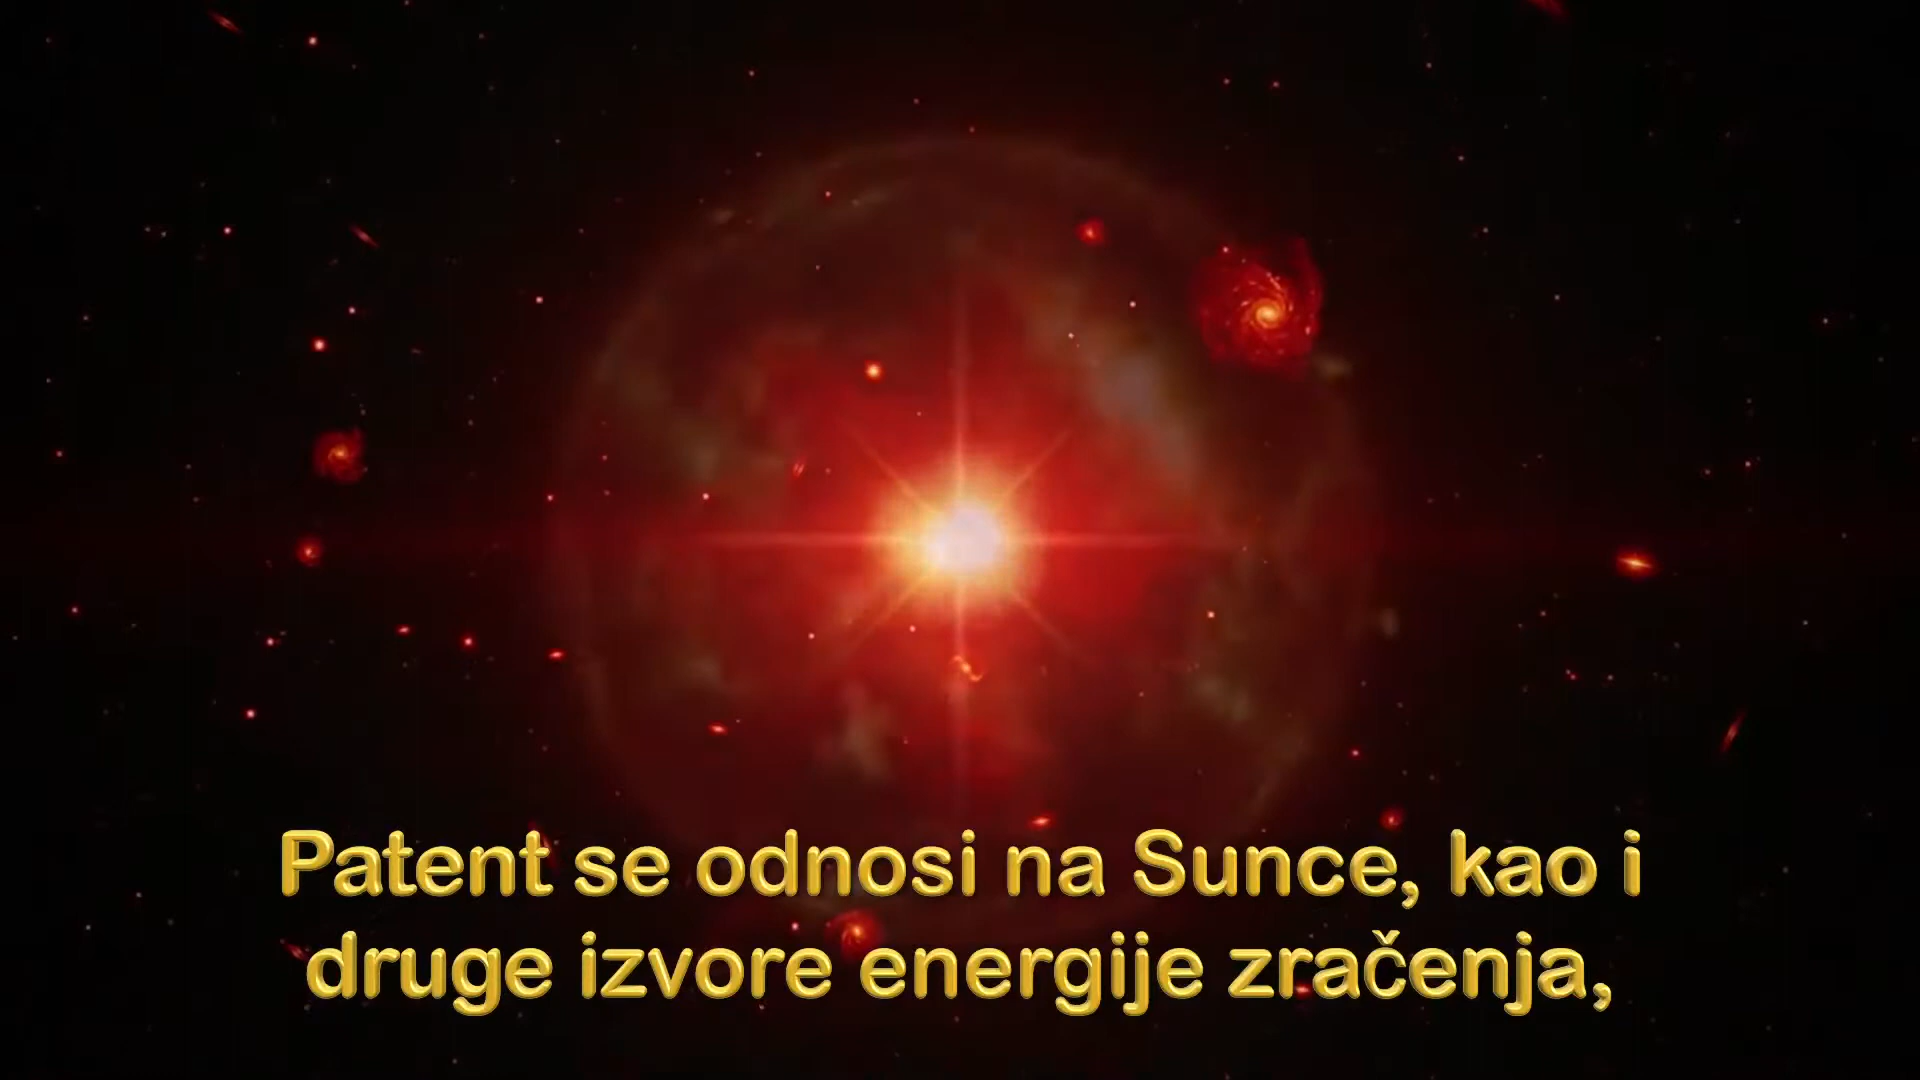 Patent se odnosi na Sunce, kao i
druge izvore energije zračenja,